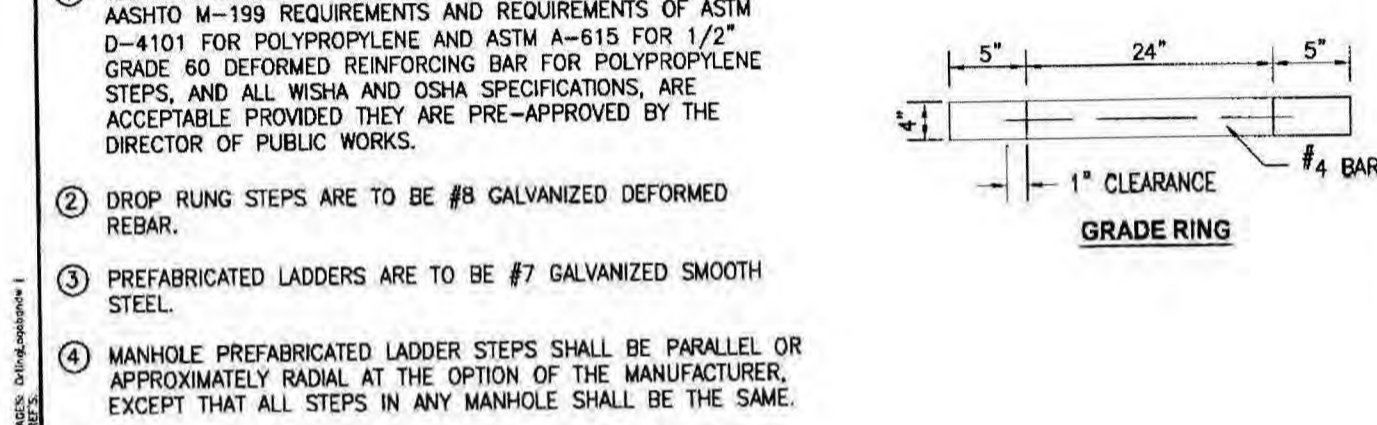 AASHTO M-199 REQUIREMENTS AND REQUIREMENTS OF ASTM
D-4101 FOR POLYPROPYLENE AND ASTM A-615 FOR 1/2"
GRADE 60 DEFORMED REINFORCING BAR FOR POLYPROPYLENE
STEPS, AND ALL WISHA AND OSHA SPECIFICATIONS, ARE
ACCEPTABLE PROVIDED THEY ARE PRE-APPROVED BY THE
DIRECTOR OF PUBLIC WORKS.
2 DROP RUNG STEPS ARE TO BE #8 GALVANIZED DEFORMED
REBAR.
3 PREFABRICATED LADDERS ARE TO BE #7 GALVANIZED SMOOTH
STEEL.
4 MANHOLE PREFABRICATED LADDER STEPS SHALL BE PARALLEL OR
APPROXIMATELY RADIAL AT THE OPTION OF THE MANUFACTURER,
EXCEPT THAT ALL STEPS IN ANY MANHOLE SHALL BE THE SAME.
5" 24" 5"
4"
#4 BAR
1" CLEARANCE
GRADE RING